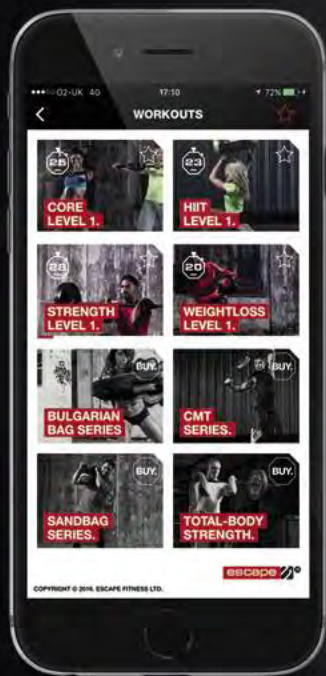 O2-UK 4G 17:10 72%
WORKOUTS
25
CORE
LEVEL 1.
23
HIIT
LEVEL 1.
STRENGTH
LEVEL 1.
20
WEIGHTLOSS
LEVEL 1.
BUY.
BULGARIAN
BAG SERIES
BUY.
CMT
SERIES.
BUY.
SANDBAG
SERIES.
BUY.
TOTAL-BODY
STRENGTH.
escape
COPYRIGHT © 2016. ESCAPE FITNESS LTD.